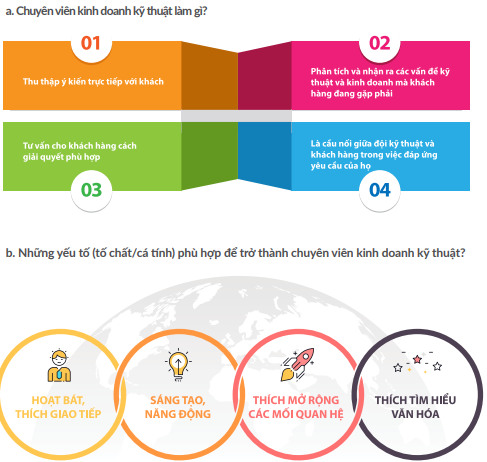 a. Chuyên viên kinh doanh kỹ thuật làm gì?
01
Thu thập ý kiến trực tiếp với khách
02
Phân tích và nhận ra các vấn đề kỹ
thuật và kinh doanh mà khách
hàng đang gặp phải
Tư vấn cho khách hàng cách
giải quyết phù hợp
03
Là cầu nối giữa đội kỹ thuật và
khách hàng trong việc đáp ứng
yêu cầu của họ
04
b. Những yếu tố (tố chất/cá tính) phù hợp để trở thành chuyên viên kinh doanh kỹ thuật?
HOẠT BÁT,
THÍCH GIAO TIẾP
SÁNG TẠO,
NĂNG ĐỘNG
THÍCH MỞ RỘNG
CÁC MỐI QUAN HỆ
THÍCH TÌM HIỂU
VĂN HÓA